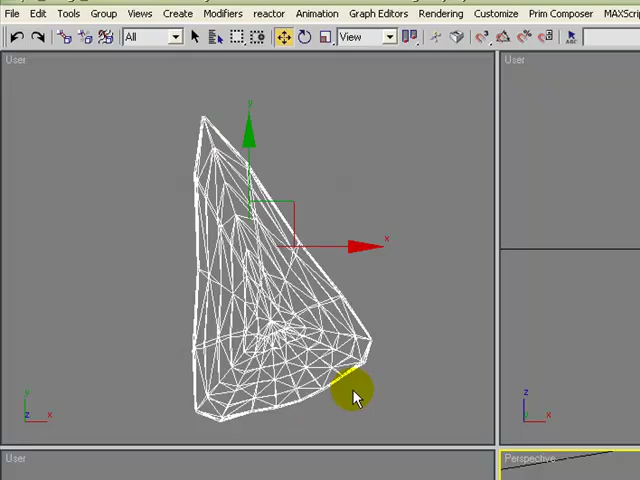 File Edit Tools Group Views Create Modifiers reactor Animation Graph Editors Rendering Customize Prim Composer MAXScrip
All View
User User
y
x
y z
z x y x
User Perspective